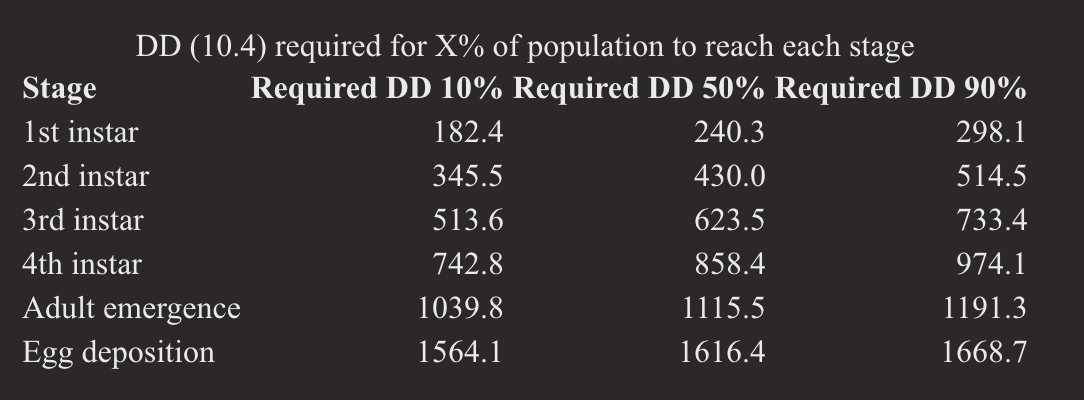 DD (10.4) required for X% of population to reach each stage
Stage Required DD 10% Required DD 50% Required DD 90%
1st instar 182.4 240.3 298.1
2nd instar 345.5 430.0 514.5
3rd instar 513.6 623.5 733.4
4th instar 742.8 858.4 974.1
Adult emergence 1039.8 1115.5 1191.3
Egg deposition 1564.1 1616.4 1668.7